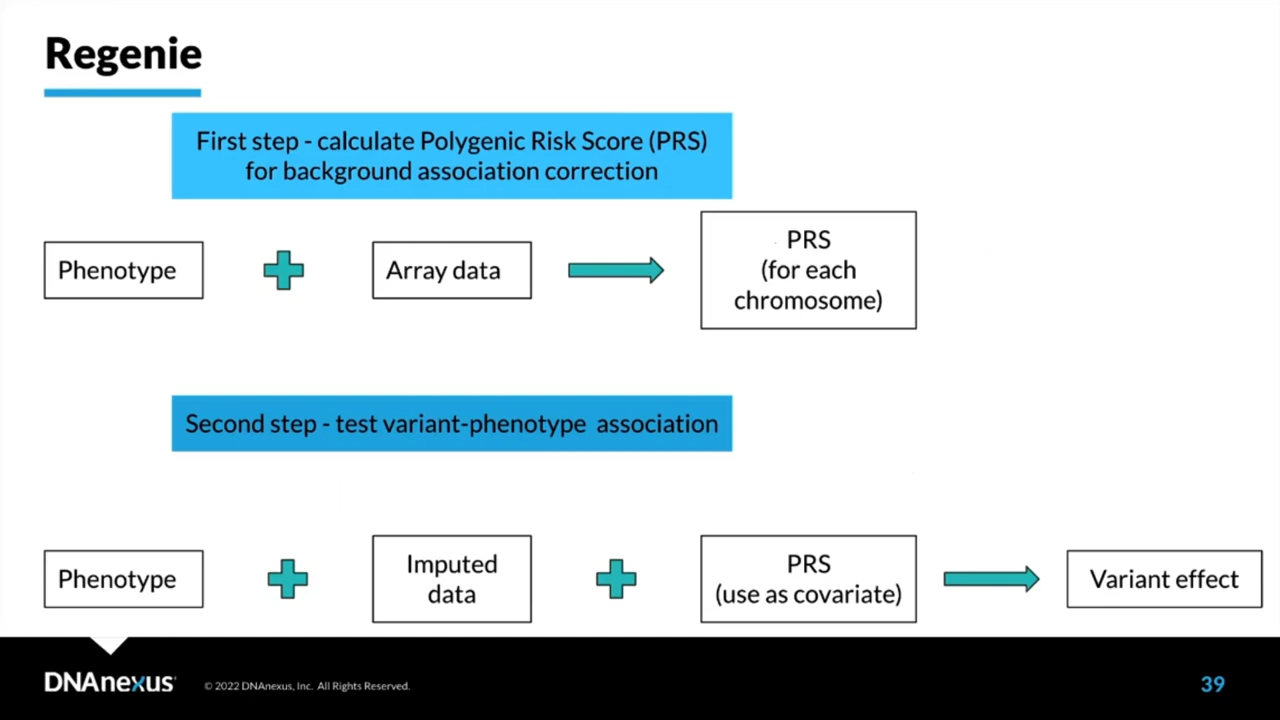 Regenie
First step - calculate Polygenic Risk Score (PRS)
for background association correction
Phenotype
Array data
PRS
(for each
chromosome)
Second step - test variant-phenotype association
Phenotype
Imputed
data
PRS
(use as covariate)
Variant effect
DNAnexus
© 2022 DNAnexus, Inc. All Rights Reserved.
39